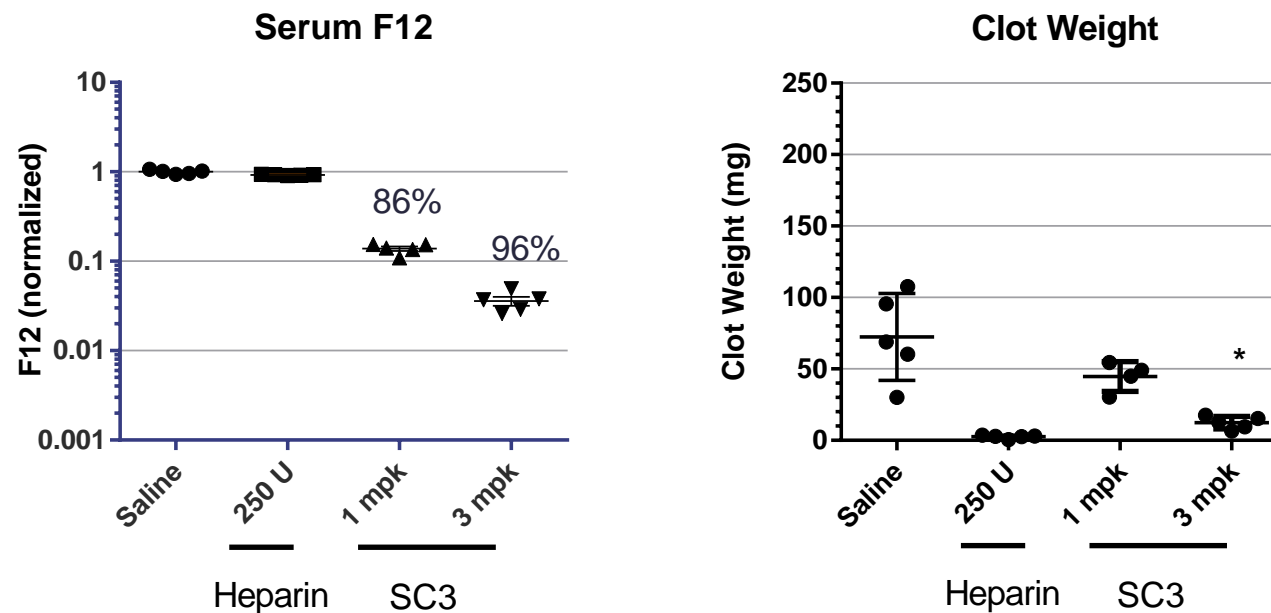 Serum F12
F12 (normalized)
10
1
0.1
0.01
0.001
86%
96%
Saline
250 U
1 mpk
3 mpk
Heparin
SC3
Clot Weight
Clot Weight (mg)
250
200
150
100
50
0
*
Saline
250 U
1 mpk
3 mpk
Heparin
SC3